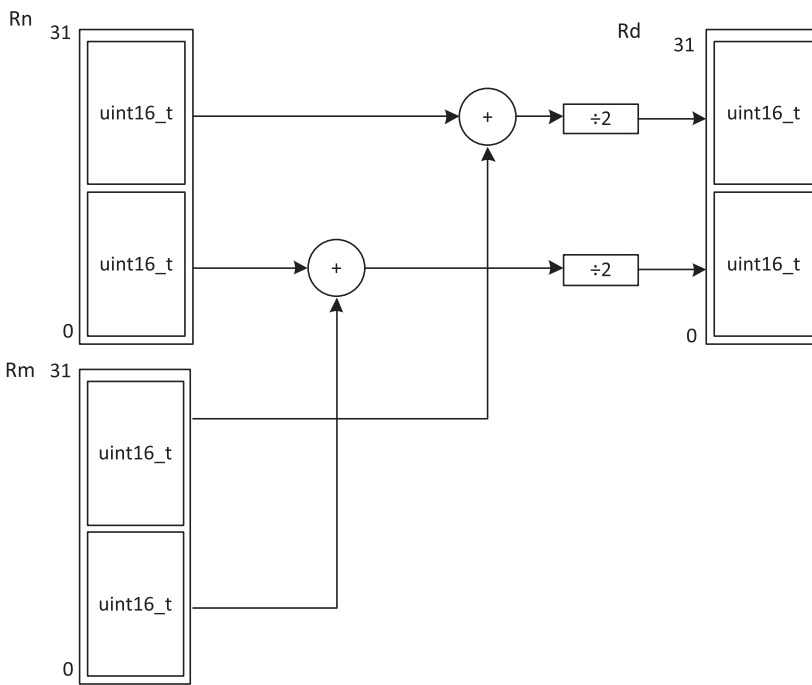 Rn
31
Rd
31
uint16_t
+
÷2
uint16_t
uint16_t
+
÷2
uint16_t
0
0
Rm
31
uint16_t
uint16_t
0